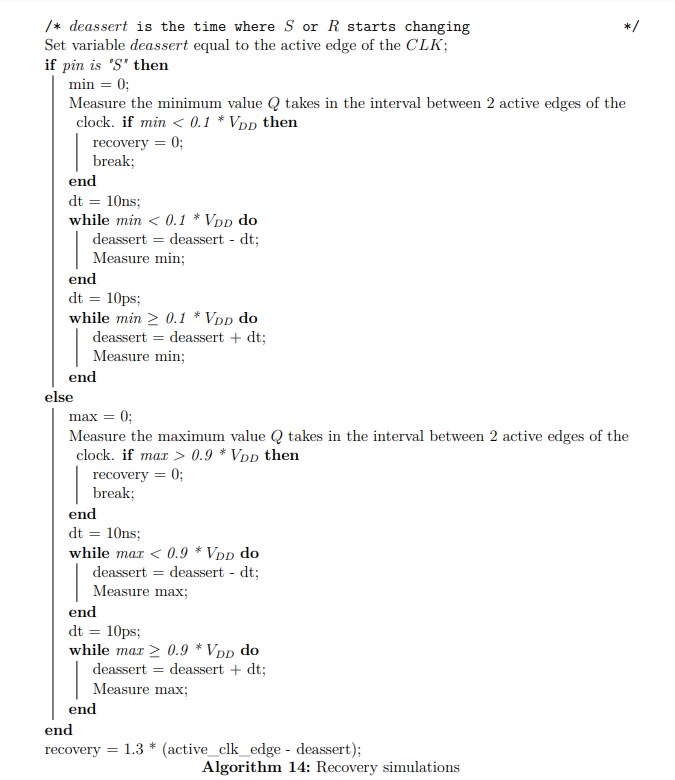 /* deassert is the time where S or R starts changing */
Set variable deassert equal to the active edge of the CLK;
if pin is 'S' then
min = 0;
Measure the minimum value Q takes in the interval between 2 active edges of the
clock. if min < 0.1 * VDD then
recovery = 0;
break;
end
dt = 10ns;
while min < 0.1 * VDD do
deassert = deassert - dt;
Measure min;
end
dt = 10ps;
while min ≥ 0.1 * VDD do
deassert = deassert + dt;
Measure min;
end
else
max = 0;
Measure the maximum value Q takes in the interval between 2 active edges of the
clock. if max > 0.9 * VDD then
recovery = 0;
break;
end
dt = 10ns;
while max < 0.9 * VDD do
deassert = deassert - dt;
Measure max;
end
dt = 10ps;
while max ≥ 0.9 * VDD do
deassert = deassert + dt;
Measure max;
end
end
recovery = 1.3 * (active_clk_edge - deassert);
Algorithm 14: Recovery simulations